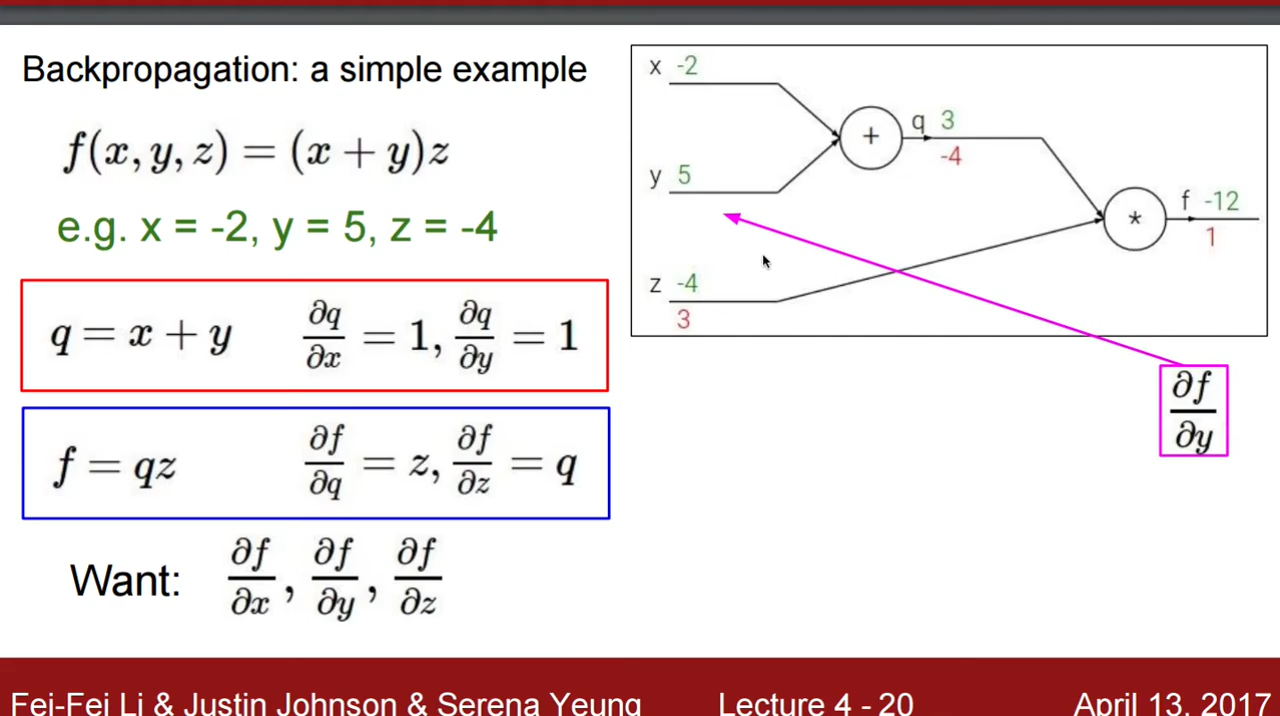 Backpropagation: a simple example
f(x, y, z) = (x + y)z
e.g. x = -2, y = 5, z = -4
q = x + y ∂q/∂x = 1, ∂q/∂y = 1
f = qz ∂f/∂q = z, ∂f/∂z = q
Want: ∂f/∂x, ∂f/∂y, ∂f/∂z
x -2
+
q 3
-4
y 5
*
f -12
1
z -4
3
∂f/∂y
Fei-Fei Li & Justin Johnson & Serena Yeung Lecture 4 - 20 April 13, 2017